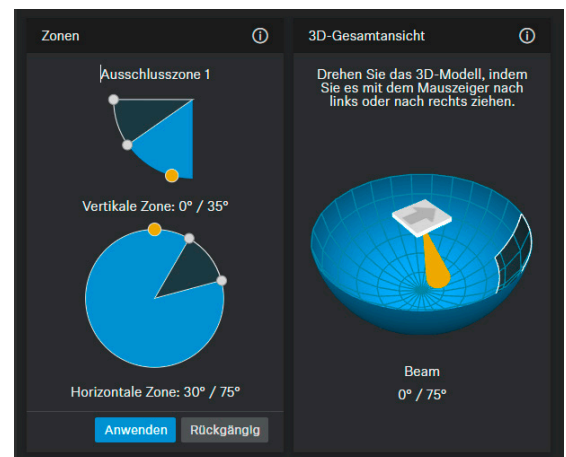 Zonen
Ausschlusszone 1
Vertikale Zone: 0° / 35°
Horizontale Zone: 30° / 75°
Anwenden
Rückgängig
3D-Gesamtansicht
Drehen Sie das 3D-Modell, indem
Sie es mit dem Mauszeiger nach
links oder nach rechts ziehen.
Beam
0° / 75°